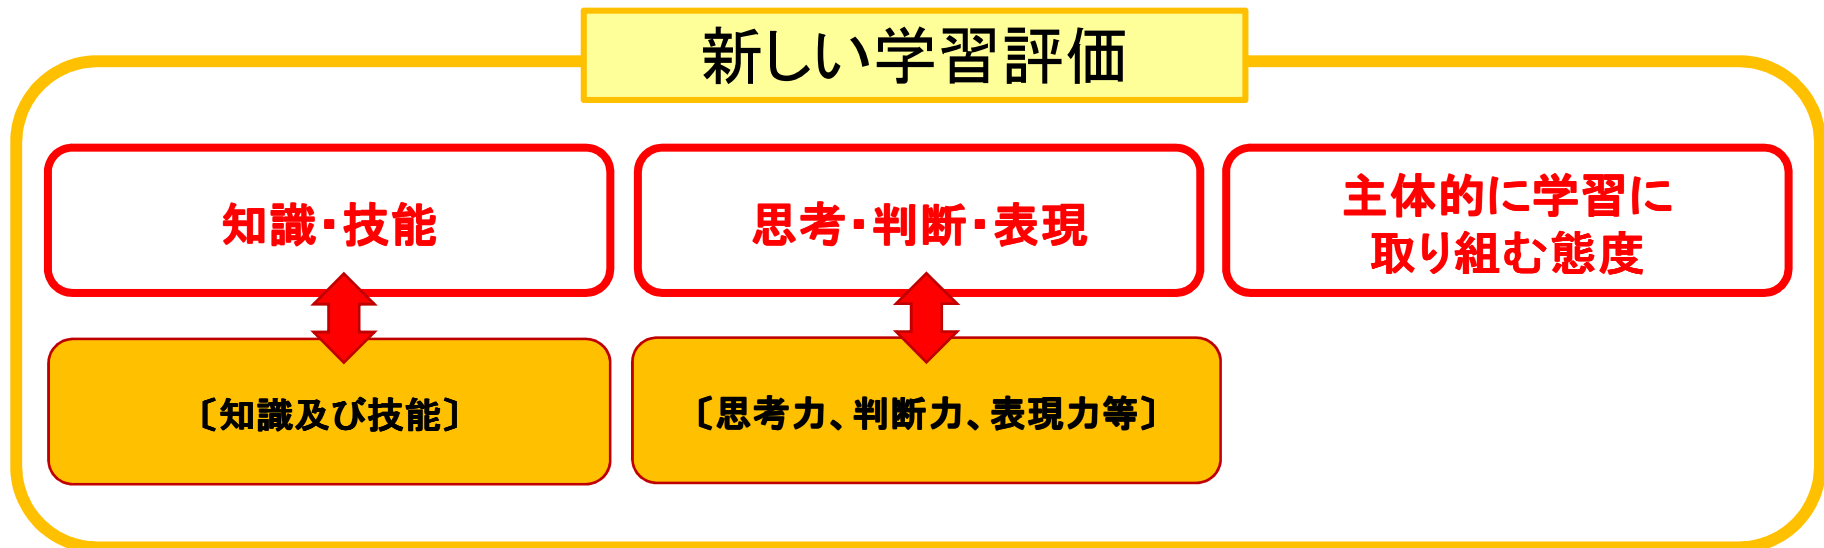 新しい学習評価
知識・技能
思考・判断・表現
主体的に学習に
取り組む態度
〔知識及び技能〕
〔思考力、判断力、表現力等〕